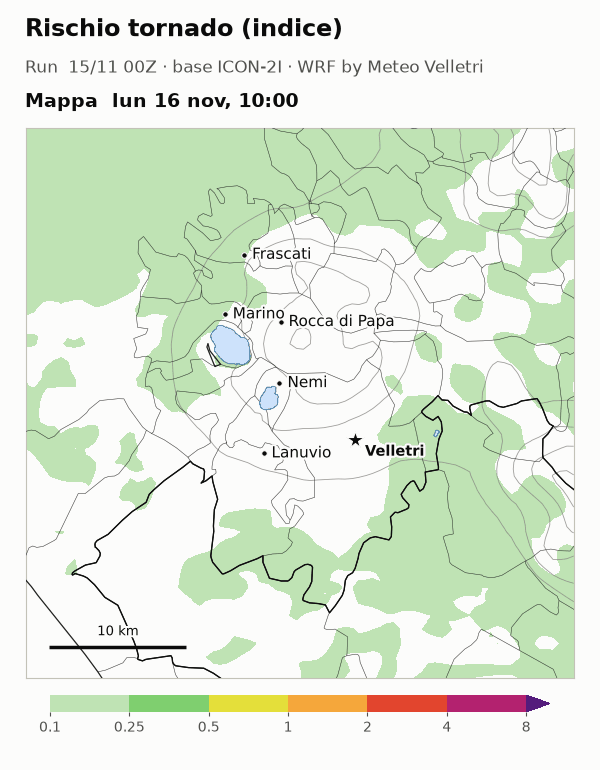 Rischio tornado (indice)
Run  15/11 00Z · base ICON-2I · WRF by Meteo Velletri
Mappa  lun 16 nov, 10:00
Frascati
Marino
Rocca di Papa
Nemi
Velletri
Lanuvio
10 km
0.1 0.25 0.5 1 2 4 8